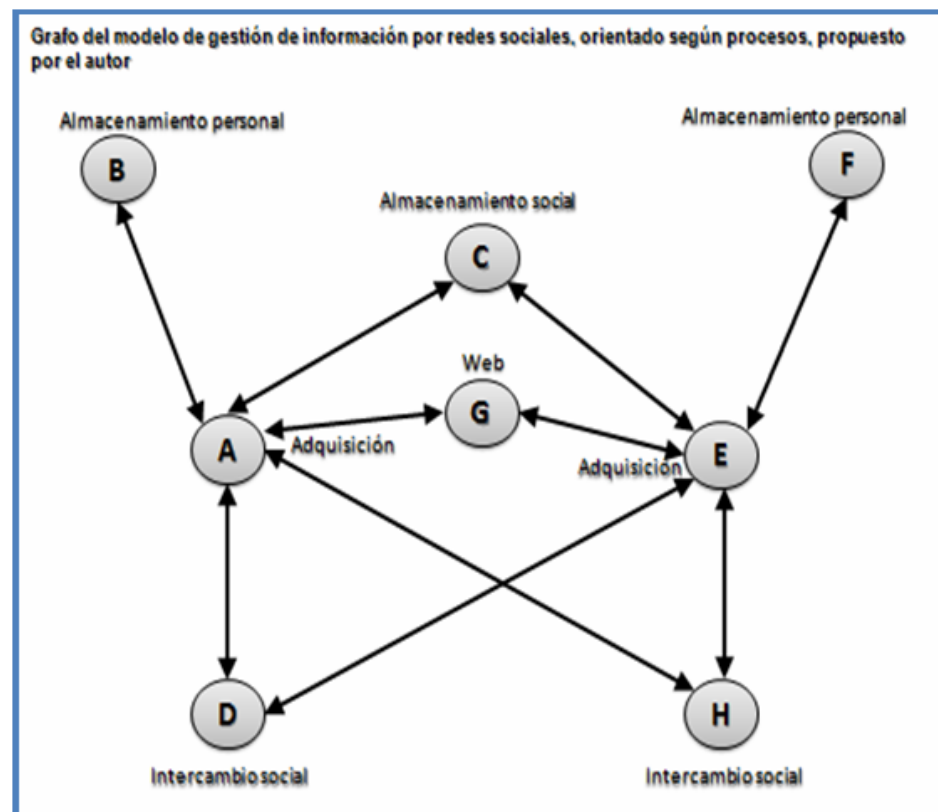 Grafo del modelo de gestión de información por redes sociales, orientado según procesos, propuesto
por el autor
Almacenamiento personal
Almacenamiento personal
B
F
Almacenamiento social
C
Web
G
A
Adquisición
Adquisición
E
D
H
Intercambio social
Intercambio social